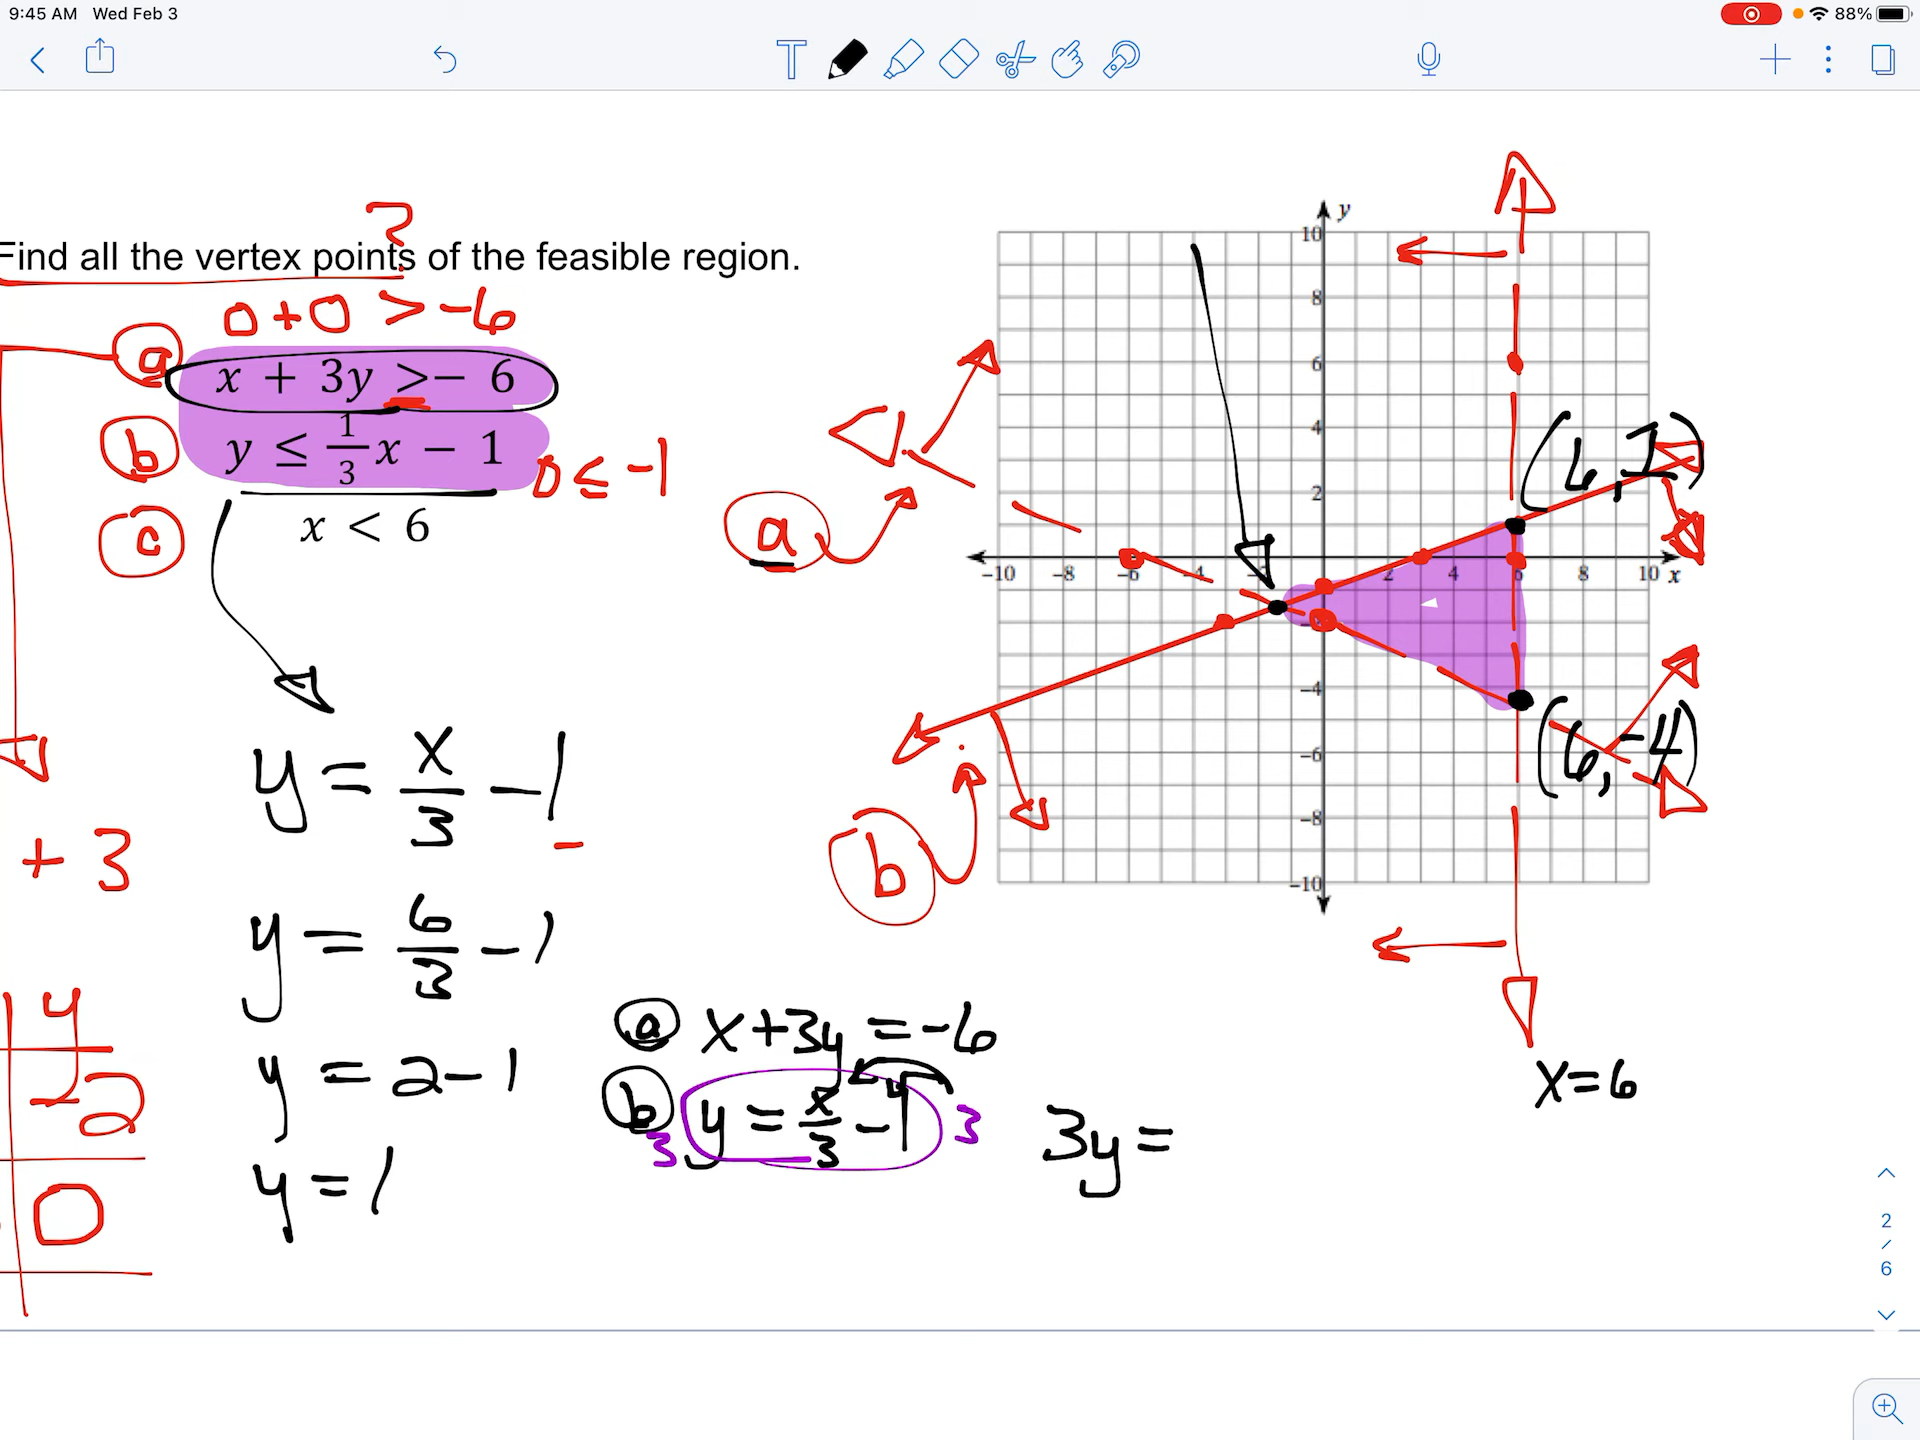 9:45 AM Wed Feb 3
88%
T
?
Find all the vertex points of the feasible region.
0+0 > -6
a x + 3y >− 6
b y ≤ 1/3 x − 1
0 ≤ -1
c x < 6
y = x/3 - 1
y = 6/3 - 1
y = 2 - 1
y = 1
+ 3
y
-2
0
a x+3y = -6
b 3 y = x/3 - 1 3
3y =
y
10
8
6
4
2
-10 -8 -6 -4 2 4 6 8 10 x
-4
-6
-8
-10
a
b
(6,1)
(6,-4)
x=6
2
/
6